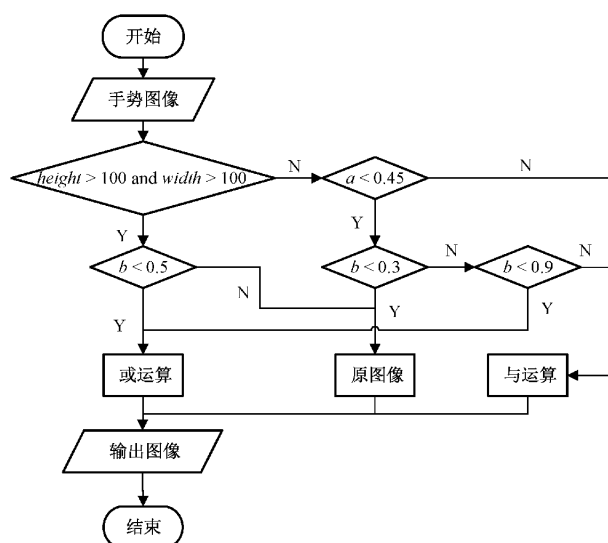 开始
手势图像
height > 100 and width > 100
N
a < 0.45
N
Y
Y
b < 0.5
N
b < 0.3
N
b < 0.9
N
Y
Y
Y
或运算
原图像
与运算
输出图像
结束